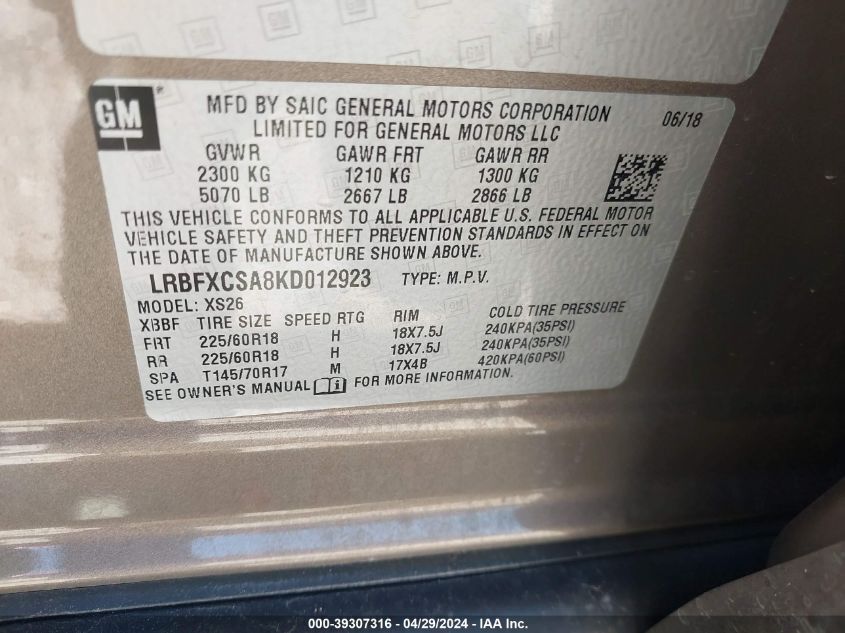 GM
MFD BY SAIC GENERAL MOTORS CORPORATION
LIMITED FOR GENERAL MOTORS LLC
06/18
GVWR GAWR FRT GAWR RR
2300 KG 1210 KG 1300 KG
5070 LB 2667 LB 2866 LB
THIS VEHICLE CONFORMS TO ALL APPLICABLE U.S. FEDERAL MOTOR
VEHICLE SAFETY AND THEFT PREVENTION STANDARDS IN EFFECT ON
THE DATE OF MANUFACTURE SHOWN ABOVE.
LRBFXCSA8KD012923 TYPE: M.P.V.
MODEL: XS26
XBBF TIRE SIZE SPEED RTG RIM COLD TIRE PRESSURE
FRT 225/60R18 H 18X7.5J 240KPA(35PSI)
RR 225/60R18 H 18X7.5J 240KPA(35PSI)
SPA T145/70R17 M 17X4B 420KPA(60PSI)
SEE OWNER'S MANUAL FOR MORE INFORMATION.
000-39307316 - 04/29/2024 - IAA Inc.